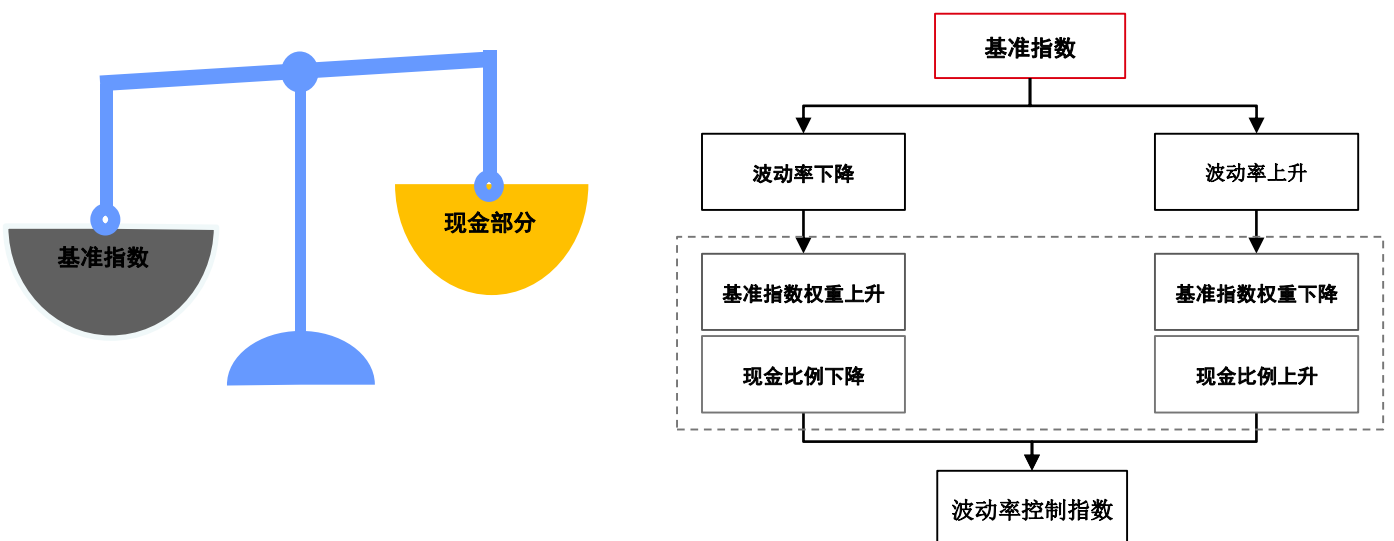 基准指数
现金部分
基准指数
波动率下降
波动率上升
基准指数权重上升
基准指数权重下降
现金比例下降
现金比例上升
波动率控制指数